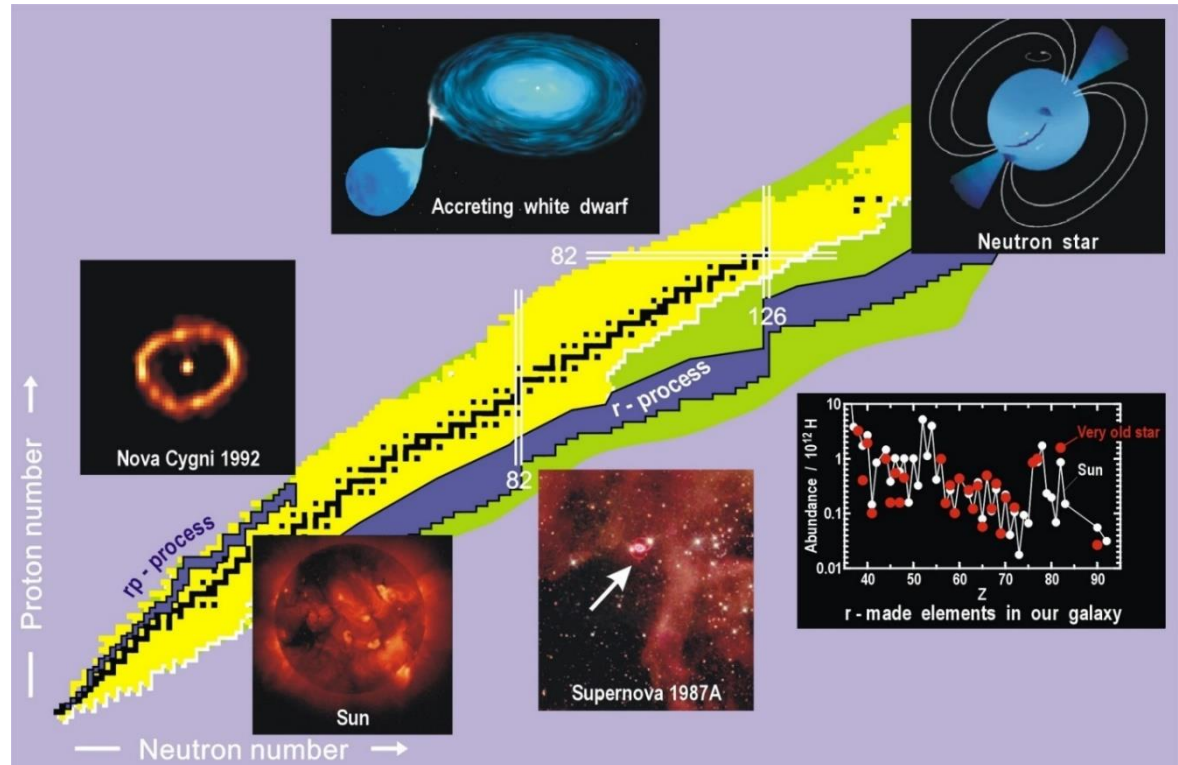 Accreting white dwarf
Neutron star
82
126
Nova Cygni 1992
r - process
82
rp - process
Proton number
Neutron number
Sun
Supernova 1987A
Abundance / 10¹² H
10
1
0.1
0.01
40 50 60 70 80 90
Z
Very old star
Sun
r - made elements in our galaxy